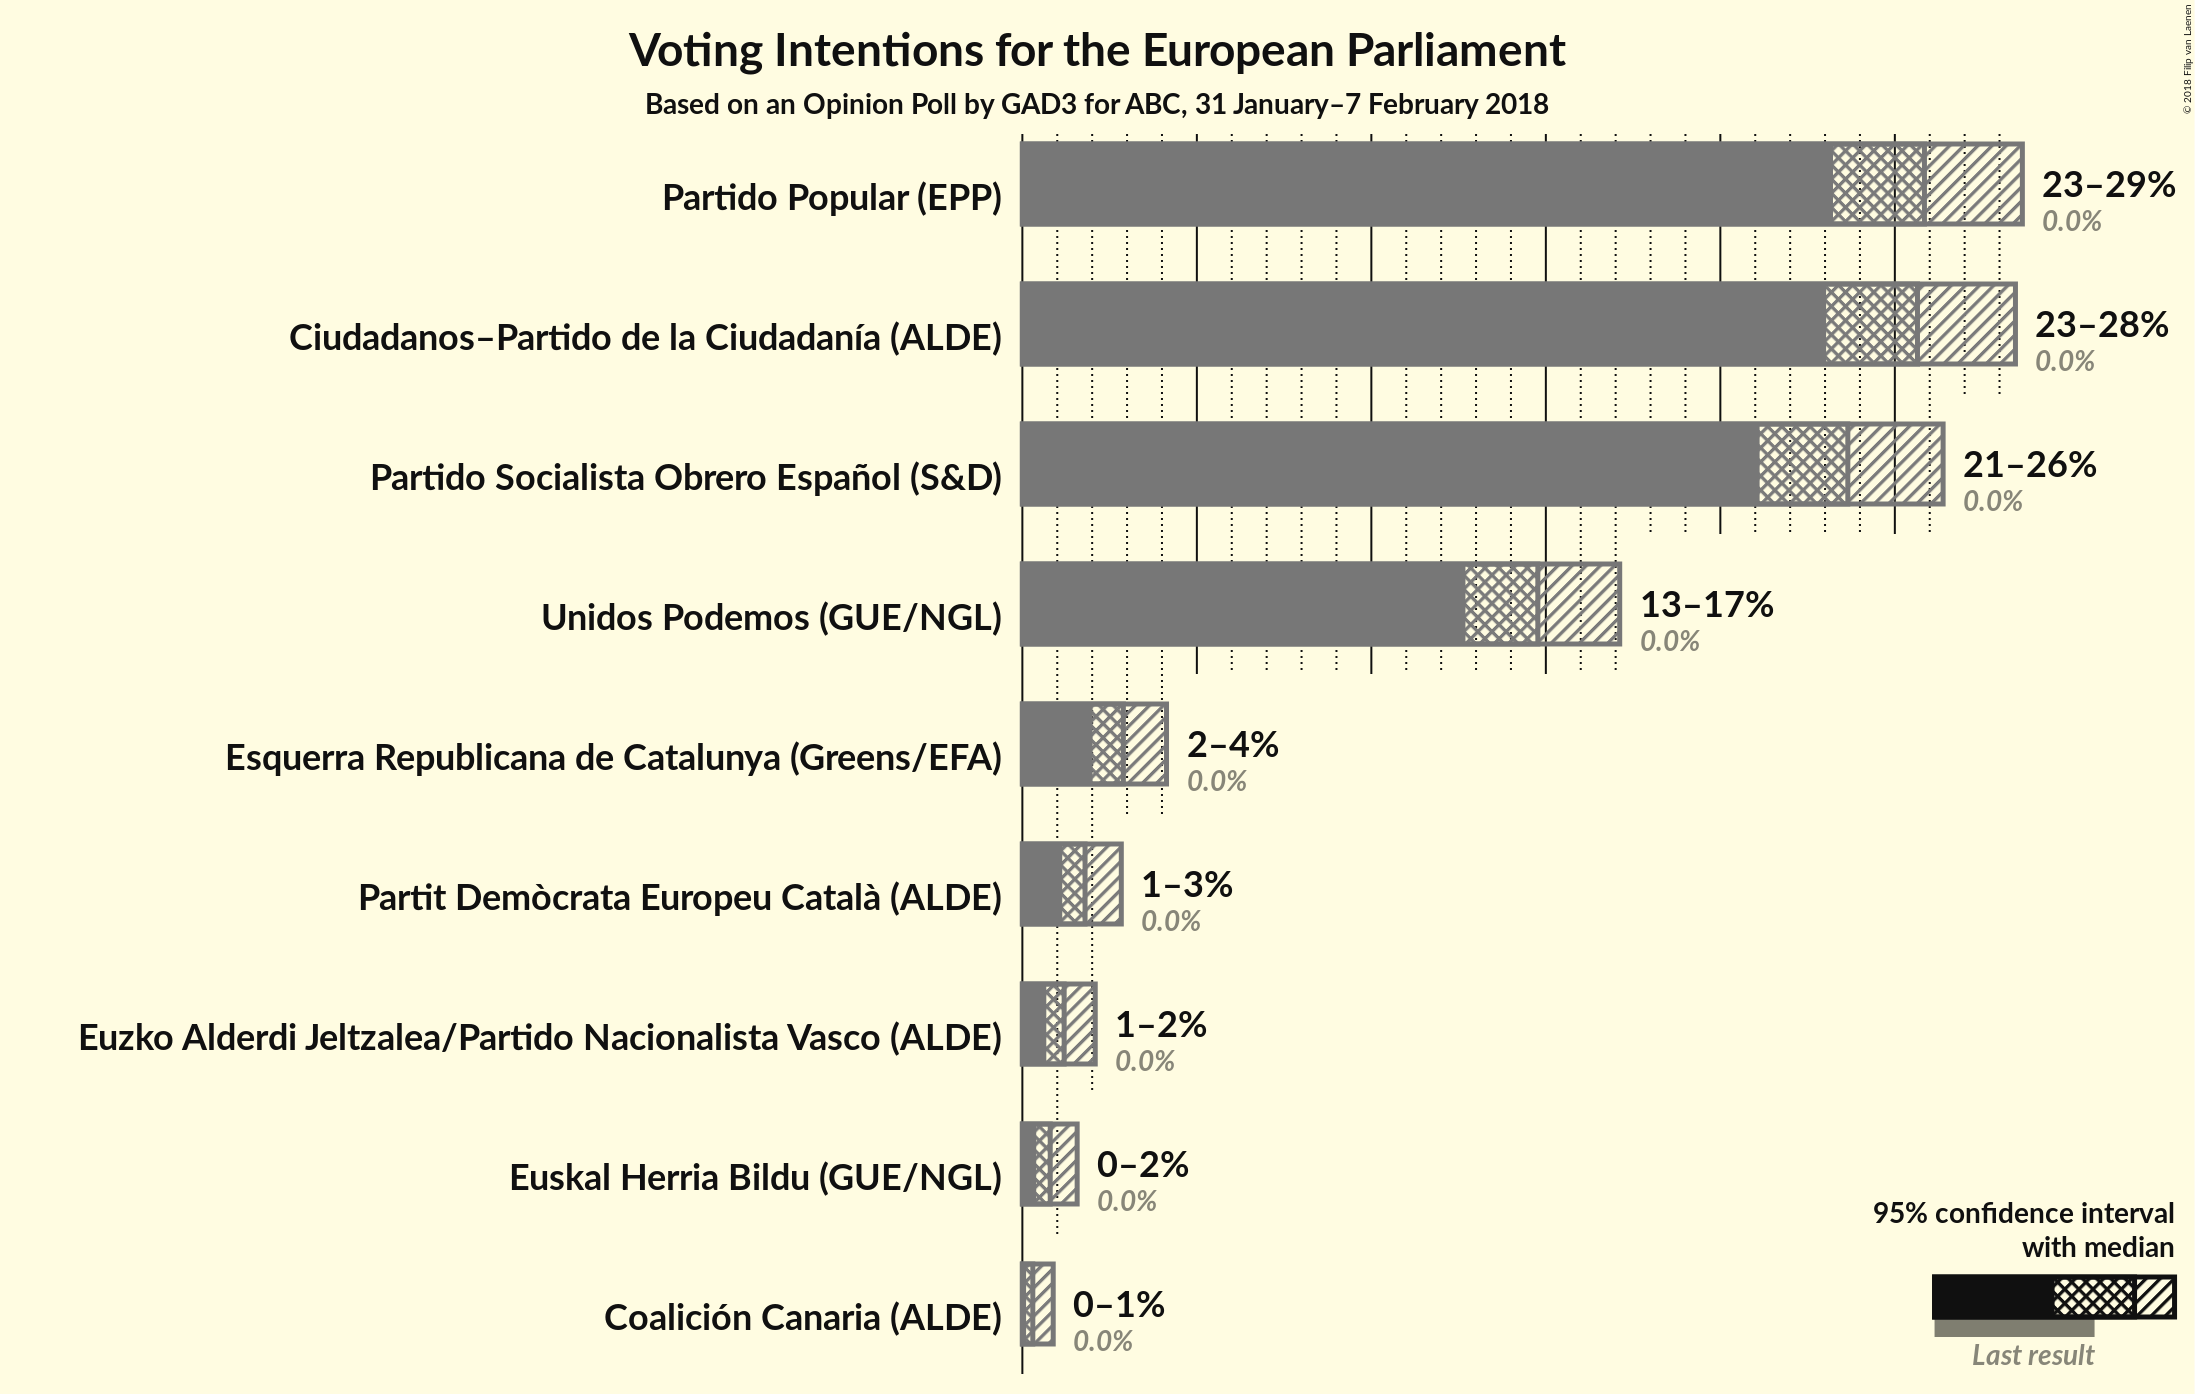 Voting Intentions for the European Parliament
Based on an Opinion Poll by GAD3 for ABC, 31 January–7 February 2018
© 2018 Filip van Laenen
Partido Popular (EPP)
23–29%
0.0%
Ciudadanos–Partido de la Ciudadanía (ALDE)
23–28%
0.0%
Partido Socialista Obrero Español (S&D)
21–26%
0.0%
Unidos Podemos (GUE/NGL)
13–17%
0.0%
Esquerra Republicana de Catalunya (Greens/EFA)
2–4%
0.0%
Partit Demòcrata Europeu Català (ALDE)
1–3%
0.0%
Euzko Alderdi Jeltzalea/Partido Nacionalista Vasco (ALDE)
1–2%
0.0%
Euskal Herria Bildu (GUE/NGL)
0–2%
0.0%
Coalición Canaria (ALDE)
0–1%
0.0%
95% confidence interval
with median
Last result